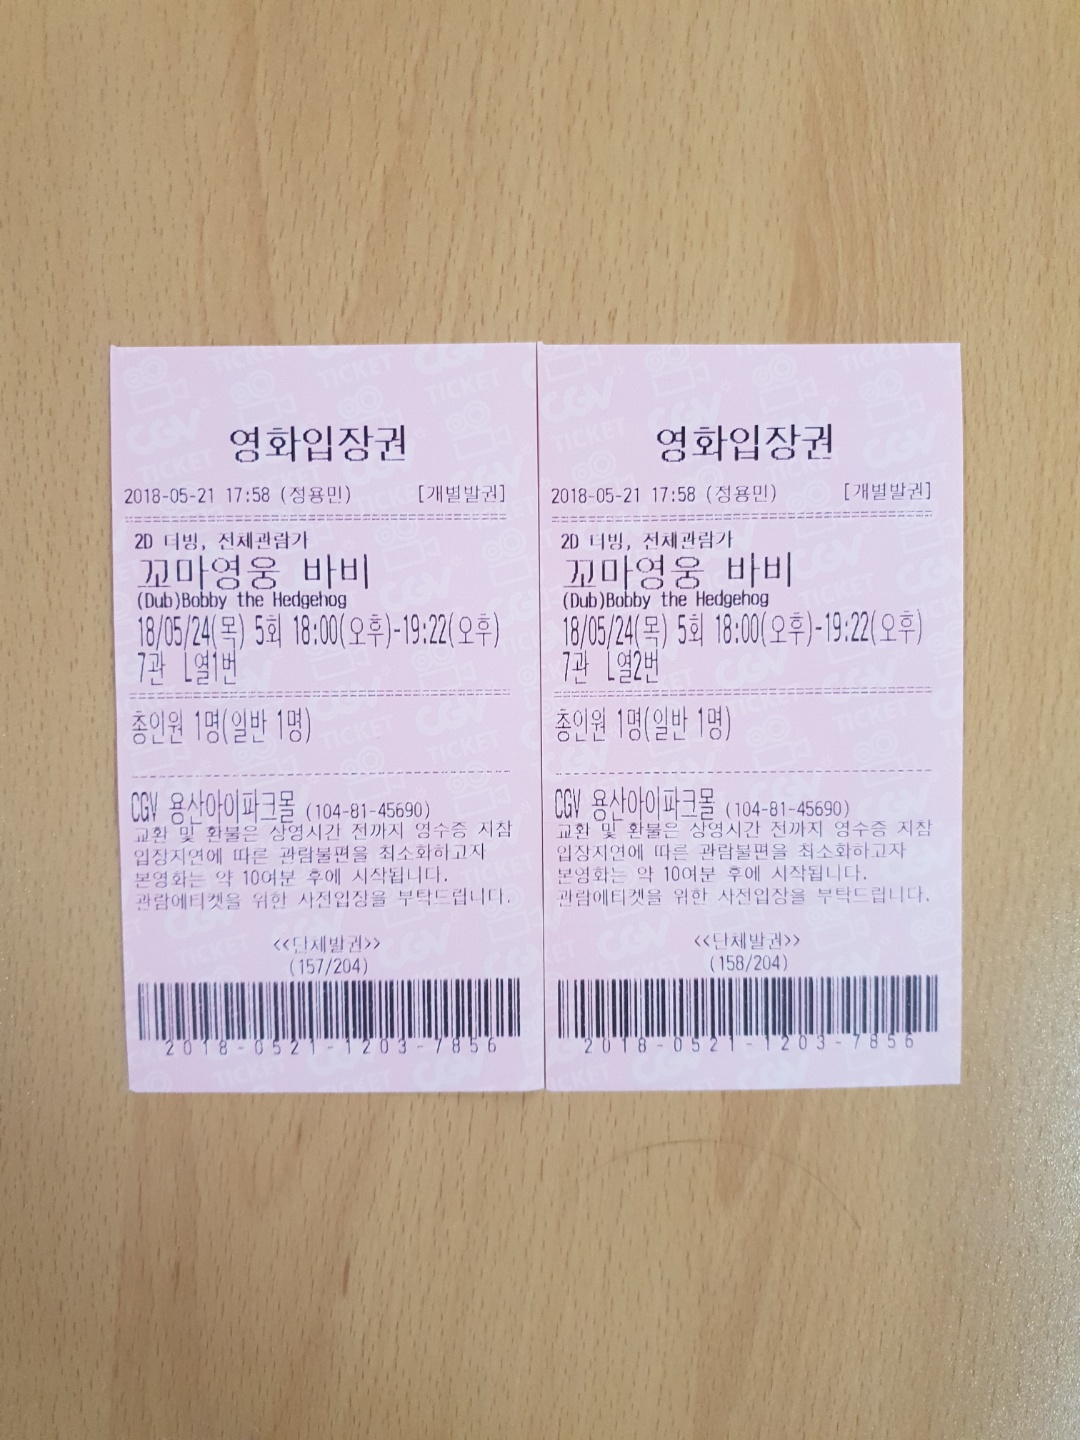 영화입장권
2018-05-21 17:58 (정용민) [개별발권]
2D 더빙, 전체관람가
꼬마영웅 바비
(Dub)Bobby the Hedgehog
18/05/24(목) 5회 18:00(오후)-19:22(오후)
7관 L열1번
총인원 1명(일반 1명)
CGV 용산아이파크몰 (104-81-45690)
교환 및 환불은 상영시간 전까지 영수증 지참
입장지연에 따른 관람불편을 최소화하고자
본영화는 약 10여분 후에 시작됩니다.
관람에티켓을 위한 사전입장을 부탁드립니다.
<<단체발권>>
(157/204)
2018-0521-1203-7856
영화입장권
2018-05-21 17:58 (정용민) [개별발권]
2D 더빙, 전체관람가
꼬마영웅 바비
(Dub)Bobby the Hedgehog
18/05/24(목) 5회 18:00(오후)-19:22(오후)
7관 L열2번
총인원 1명(일반 1명)
CGV 용산아이파크몰 (104-81-45690)
교환 및 환불은 상영시간 전까지 영수증 지참
입장지연에 따른 관람불편을 최소화하고자
본영화는 약 10여분 후에 시작됩니다.
관람에티켓을 위한 사전입장을 부탁드립니다.
<<단체발권>>
(158/204)
2018-0521-1203-7856